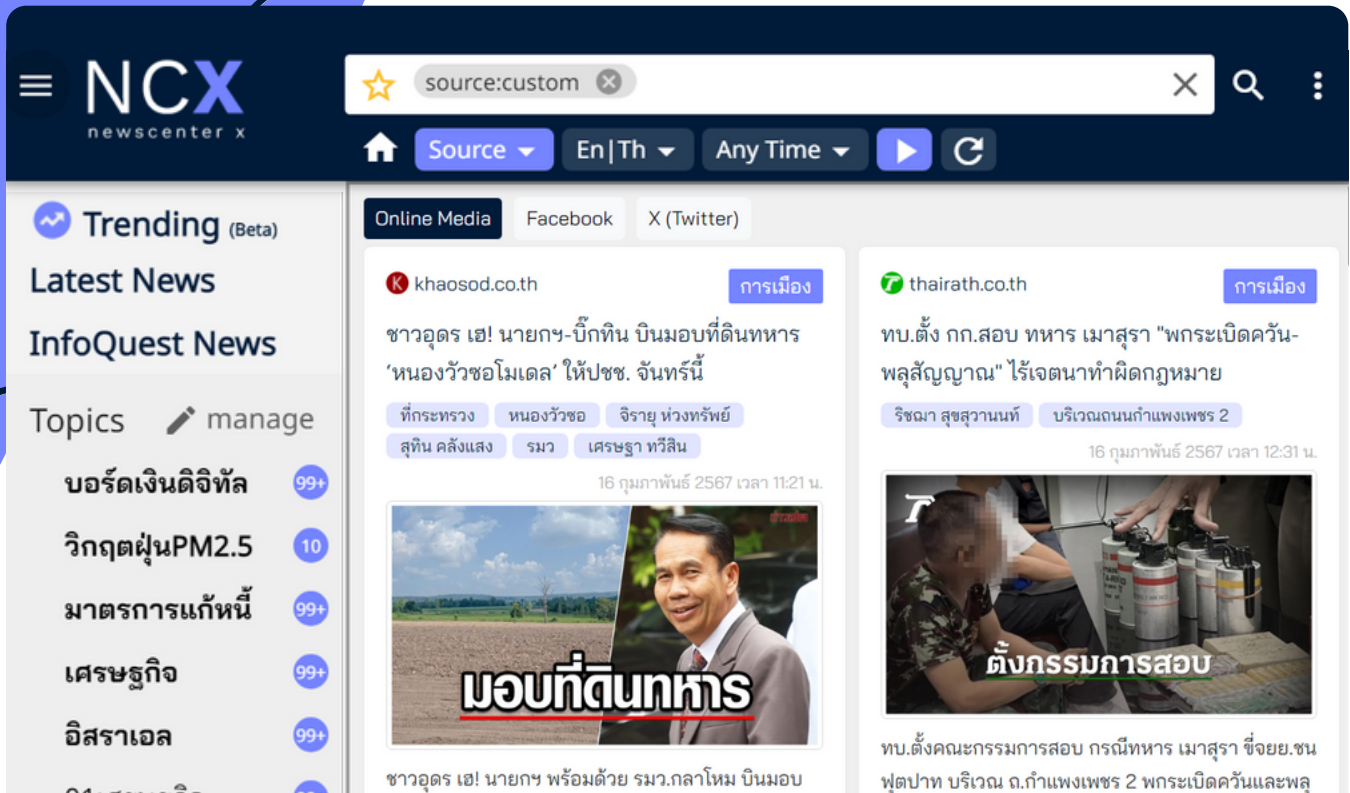 NCX
newscenter x
source:custom
Source
En|Th
Any Time
Trending (Beta)
Latest News
InfoQuest News
Topics
manage
บอร์ดเงินดิจิทัล
99+
วิกฤตฝุ่นPM2.5
10
มาตรการแก้หนี้
99+
เศรษฐกิจ
99+
อิสราเอล
99+
Online Media
Facebook
X (Twitter)
khaosod.co.th
การเมือง
ชาวอุดร เฮ! นายกฯ-บิ๊กทิน บินมอบที่ดินทหาร
‘หนองวัวซอโมเดล’ ให้ปชช. จันทร์นี้
ที่กระทรวง
หนองวัวซอ
จิรายุ ห่วงทรัพย์
สุทิน คลังแสง
รมว
เศรษฐา ทวีสิน
16 กุมภาพันธ์ 2567 เวลา 11:21 น.
ข่าวสด
มอบที่ดินทหาร
ชาวอุดร เฮ! นายกฯ พร้อมด้วย รมว.กลาโหม บินมอบ
thairath.co.th
การเมือง
ทบ.ตั้ง กก.สอบ ทหาร เมาสุรา "พกระเบิดควัน-
พลุสัญญาณ" ไร้เจตนาทำผิดกฎหมาย
ริชฌา สุขสุวานนท์
บริเวณถนนกำแพงเพชร 2
16 กุมภาพันธ์ 2567 เวลา 12:31 น.
ตั้งกรรมการสอบ
ทบ.ตั้งคณะกรรมการสอบ กรณีทหาร เมาสุรา ขี่จยย.ชน
ฟุตปาท บริเวณ ถ.กำแพงเพชร 2 พกระเบิดควันและพลุ